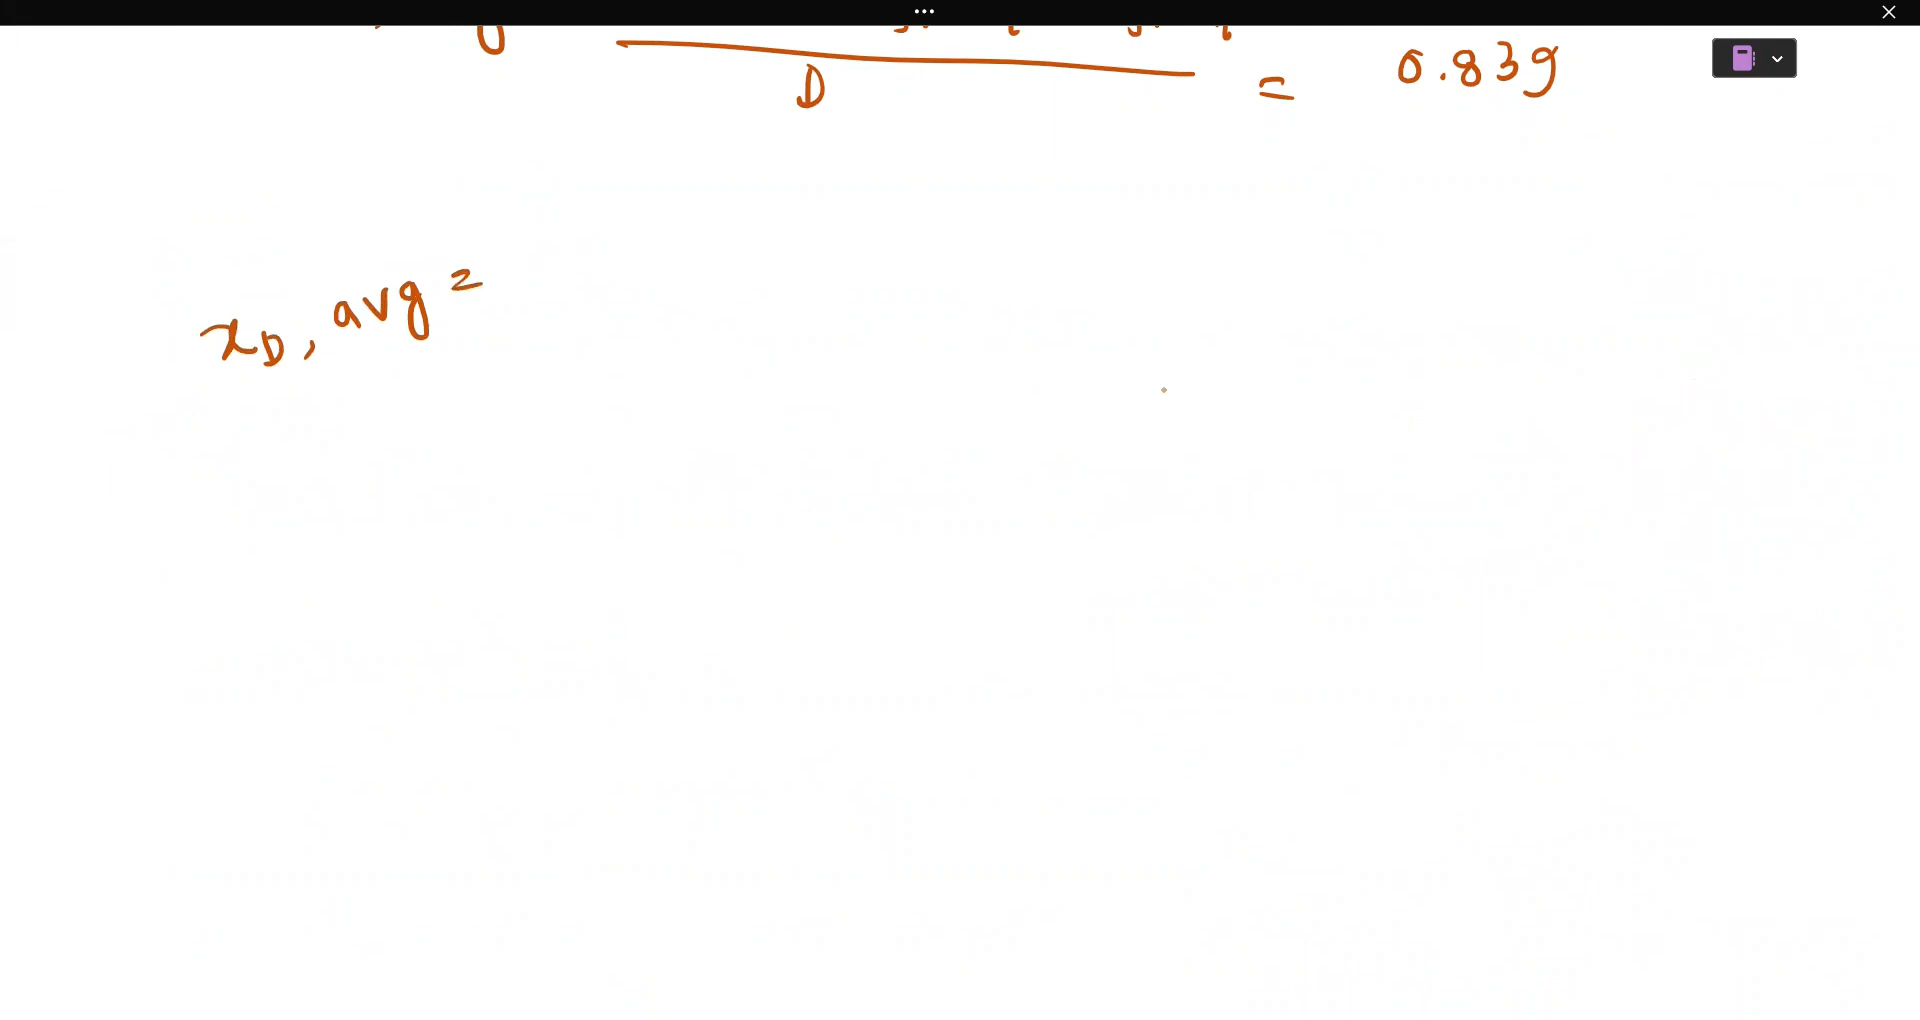 D = 0.839
x_D, avg =